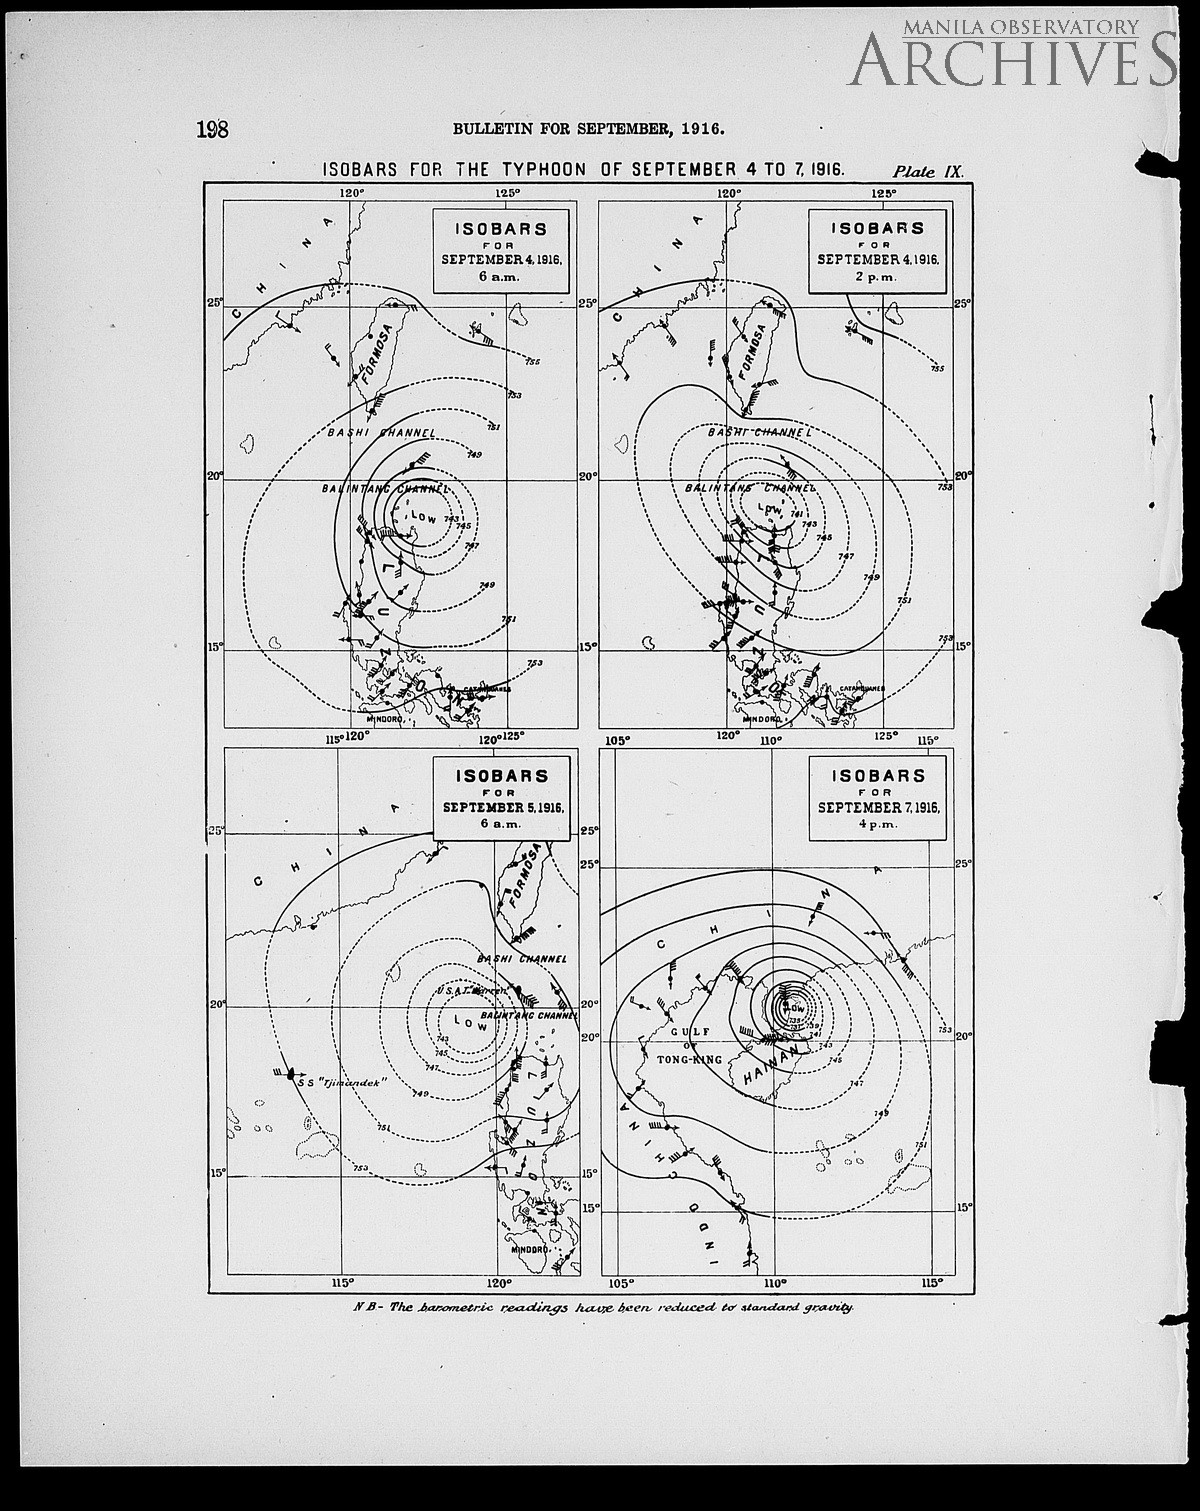 MANILA OBSERVATORY
ARCHIVES
198
BULLETIN FOR SEPTEMBER, 1916.
ISOBARS FOR THE TYPHOON OF SEPTEMBER 4 TO 7, 1916.
Plate IX.
120° 125°
ISOBARS
FOR
SEPTEMBER 4, 1916,
6 a.m.
CHINA
25°
FORMOSA
755
753
751
749
BASHI CHANNEL
20°
BALINTANG CHANNEL
LOW
743
745
747
749
751
15°
753
LUZON
CATANDUANES
MINDORO
120° 125°
120° 125°
ISOBARS
FOR
SEPTEMBER 4, 1916,
2 p.m.
CHINA
25° 25°
FORMOSA
755
BASHI CHANNEL
20° 20°
753
BALINTANG CHANNEL
LOW
741
743
745
747
749
751
753
15° 15°
LUZON
CATANDUANES
MINDORO
120° 125°
115° 120°
ISOBARS
FOR
SEPTEMBER 5, 1916,
6 a.m.
CHINA
25°
FORMOSA
BASHI CHANNEL
U.S.A.T. "Warren"
20°
BALINTANG CHANNEL
LOW
743
745
747
749
751
753
S S "Tjimandek"
15°
LUZON
MINDORO
115° 120°
105° 110° 115°
ISOBARS
FOR
SEPTEMBER 7, 1916,
4 p.m.
25° 25°
CHINA
20° 20°
GULF
OF
TONG-KING
LOW
735
737
739
741
743
745
747
749
751
753
HAINAN
INDO CHINA
15° 15°
105° 110° 115°
N B - The barometric readings have been reduced to standard gravity.